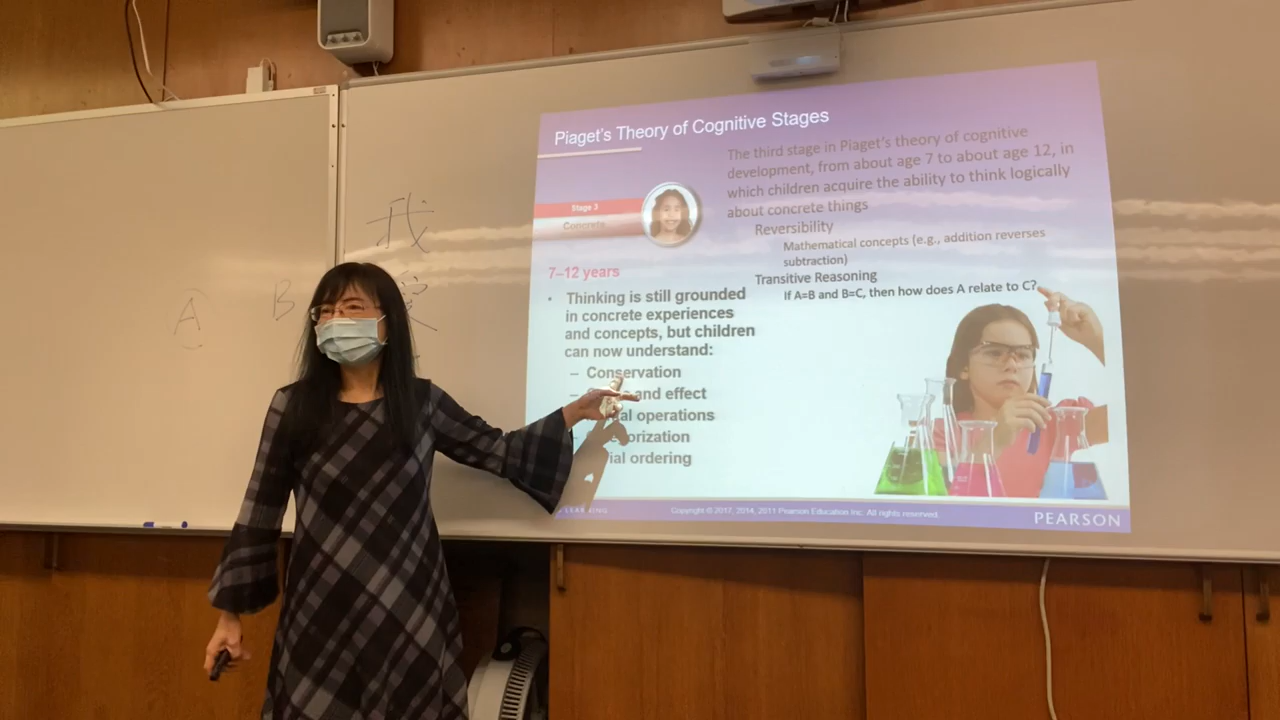 Piaget's Theory of Cognitive Stages
Stage 3
Concrete
7–12 years
• Thinking is still grounded
in concrete experiences
and concepts, but children
can now understand:
– Conservation
and effect
al operations
orization
ial ordering
The third stage in Piaget's theory of cognitive
development, from about age 7 to about age 12, in
which children acquire the ability to think logically
about concrete things
Reversibility
Mathematical concepts (e.g., addition reverses
subtraction)
Transitive Reasoning
If A=B and B=C, then how does A relate to C?
Copyright © 2017, 2014, 2011 Pearson Education Inc. All rights reserved.
PEARSON
我
A
B